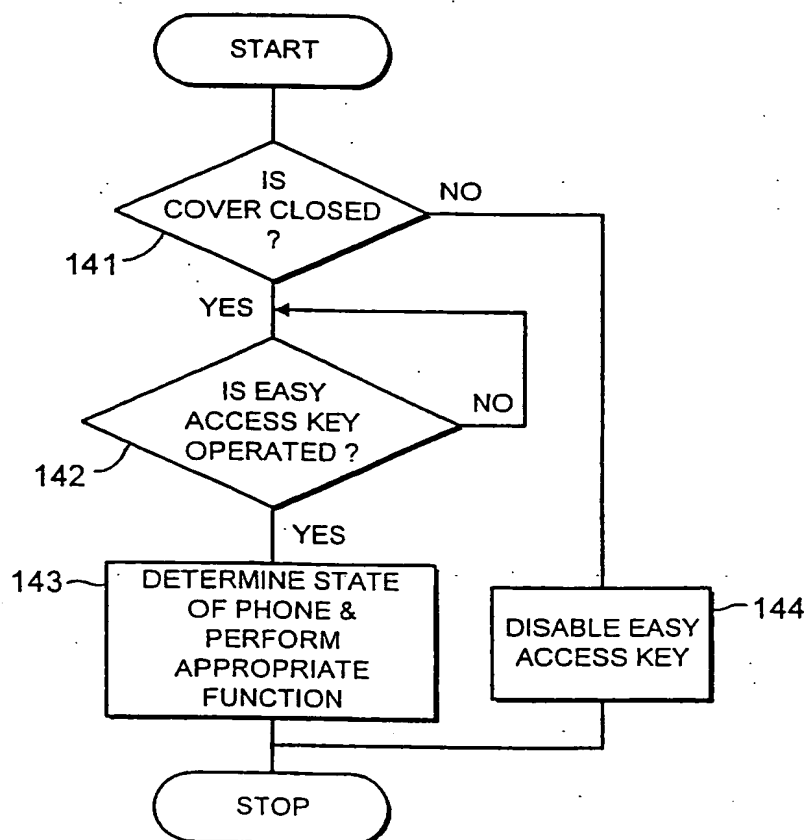 START
IS
COVER CLOSED
?
NO
141
YES
IS EASY
ACCESS KEY
OPERATED ?
NO
142
YES
143
DETERMINE STATE
OF PHONE &
PERFORM
APPROPRIATE
FUNCTION
DISABLE EASY
ACCESS KEY
144
STOP